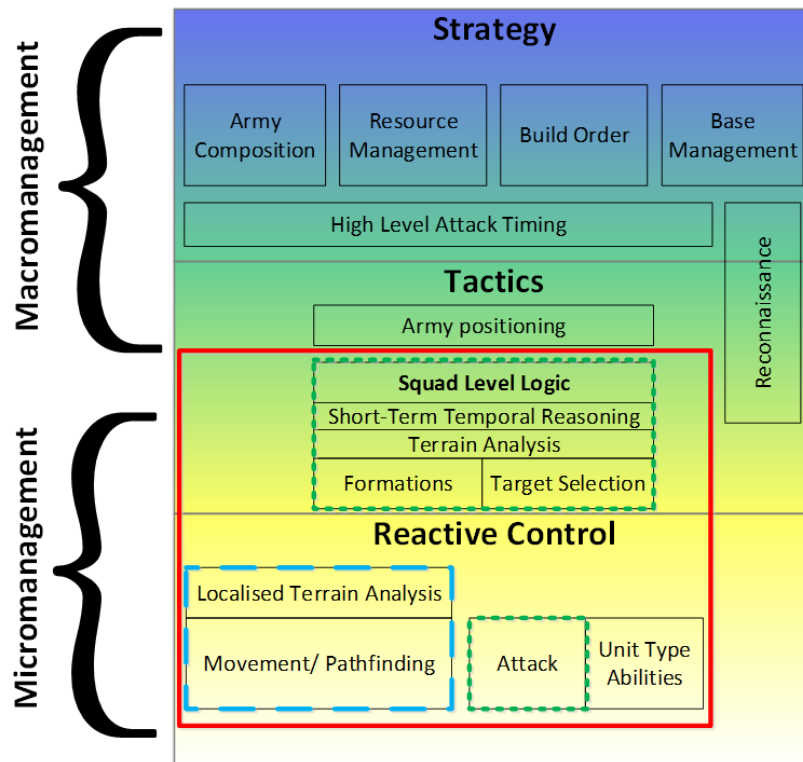 Macromanagement
Micromanagement
Strategy
Army
Composition
Resource
Management
Build Order
Base
Management
High Level Attack Timing
Reconnaissance
Tactics
Army positioning
Squad Level Logic
Short-Term Temporal Reasoning
Terrain Analysis
Formations
Target Selection
Reactive Control
Localised Terrain Analysis
Movement/ Pathfinding
Attack
Unit Type
Abilities